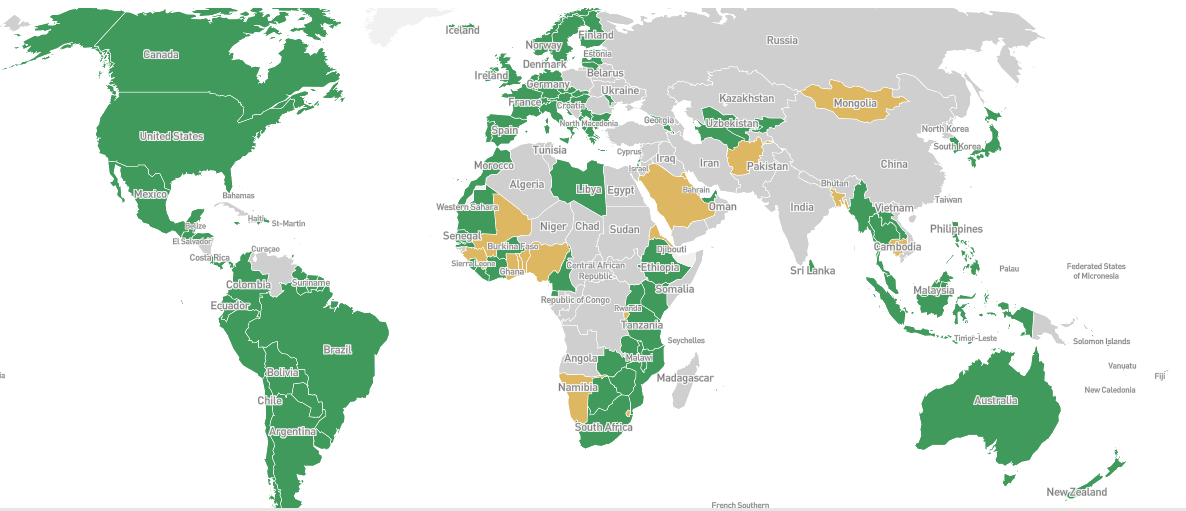 Iceland
Canada
Norway
Finland
Russia
Estonia
Denmark
Ireland
Belarus
Germany
Ukraine
France
Croatia
Kazakhstan
Mongolia
United States
Spain
North Macedonia
Georgia
Uzbekistan
North Korea
South Korea
Tunisia
Cyprus
Iraq
Iran
Morocco
Israel
Pakistan
China
Mexico
Bahamas
Algeria
Libya
Egypt
Bahrain
Bhutan
Western Sahara
Oman
India
Taiwan
Haiti
St-Martin
Belize
Vietnam
Senegal
Niger
Chad
Sudan
Philippines
El Salvador
Burkina Faso
Djibouti
Cambodia
Curaçao
Costa Rica
Sierra Leone
Ghana
Central African
Republic
Ethiopia
Sri Lanka
Palau
Federated States
of Micronesia
Colombia
Suriname
Somalia
Malaysia
Ecuador
Republic of Congo
Rwanda
Tanzania
Timor-Leste
Solomon Islands
Seychelles
Brazil
Angola
Malawi
Vanuatu
Bolivia
Madagascar
ia
Fiji
Namibia
New Caledonia
Chile
Australia
Argentina
South Africa
New Zealand
French Southern